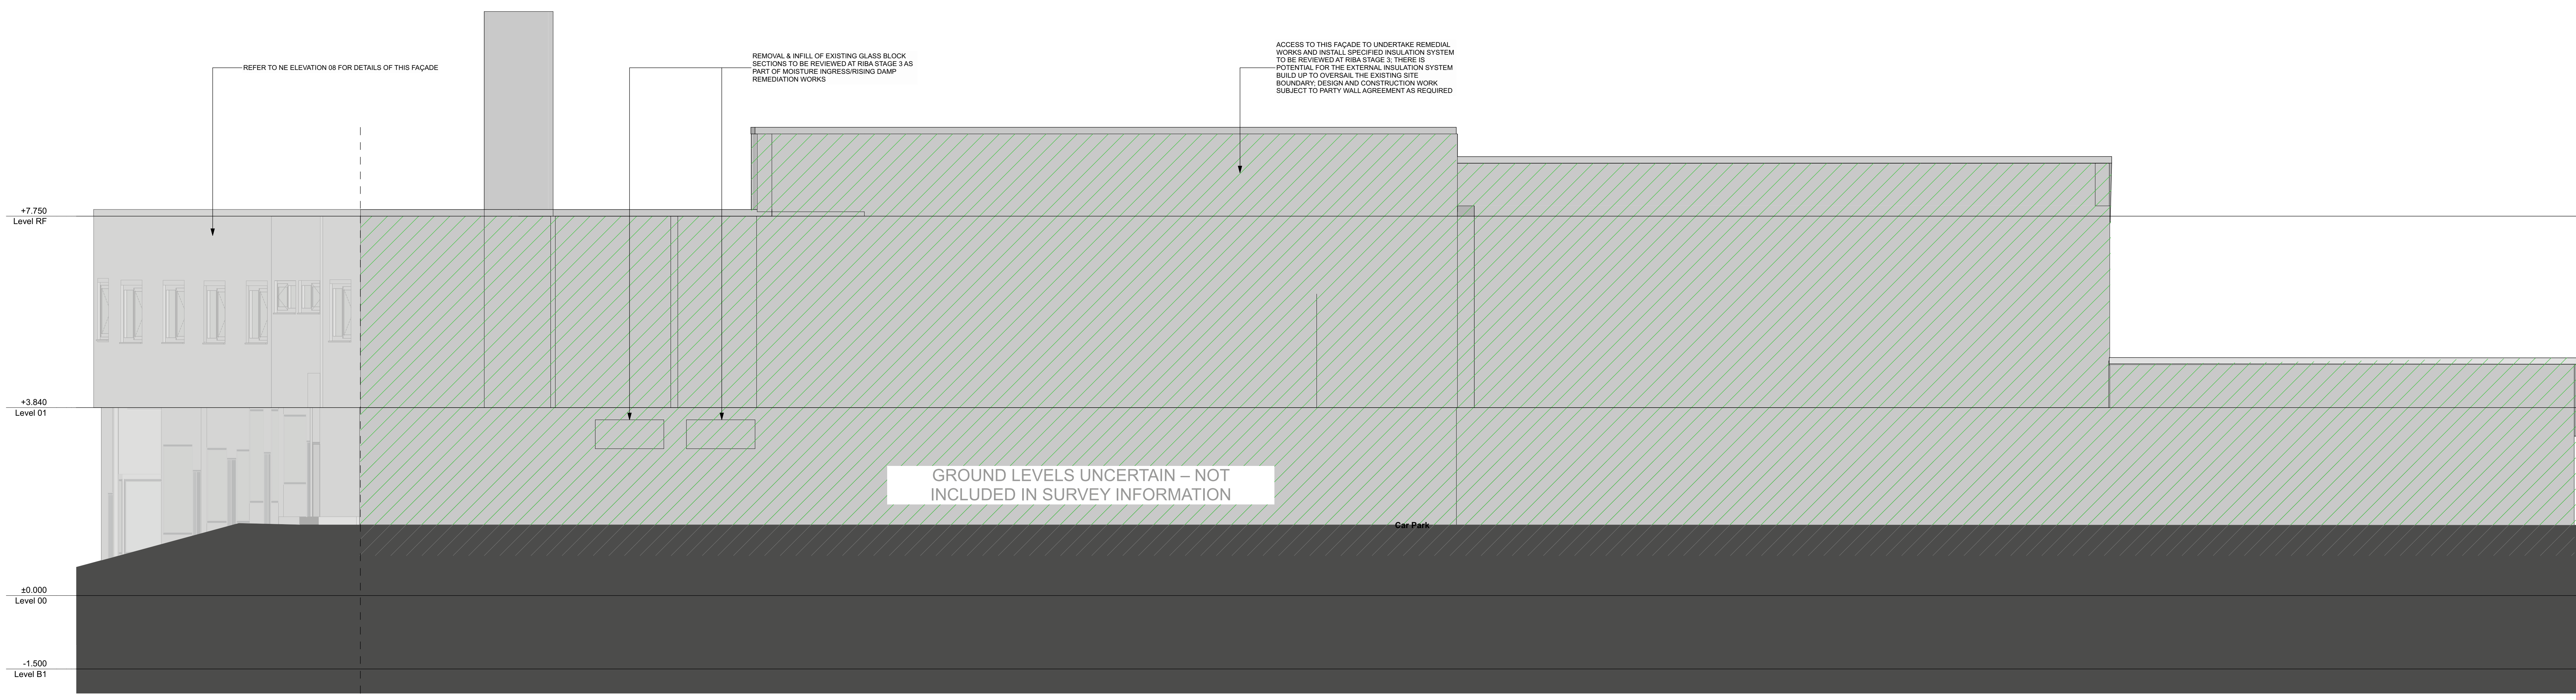 REFER TO NE ELEVATION 08 FOR DETAILS OF THIS FAÇADE
REMOVAL & INFILL OF EXISTING GLASS BLOCK
SECTIONS TO BE REVIEWED AT RIBA STAGE 3 AS
PART OF MOISTURE INGRESS/RISING DAMP
REMEDIATION WORKS
ACCESS TO THIS FAÇADE TO UNDERTAKE REMEDIAL
WORKS AND INSTALL SPECIFIED INSULATION SYSTEM
TO BE REVIEWED AT RIBA STAGE 3; THERE IS
POTENTIAL FOR THE EXTERNAL INSULATION SYSTEM
BUILD UP TO OVERSAIL THE EXISTING SITE
BOUNDARY; DESIGN AND CONSTRUCTION WORK
SUBJECT TO PARTY WALL AGREEMENT AS REQUIRED
+7.750
Level RF
+3.840
Level 01
GROUND LEVELS UNCERTAIN – NOT
INCLUDED IN SURVEY INFORMATION
Car Park
±0.000
Level 00
-1.500
Level B1